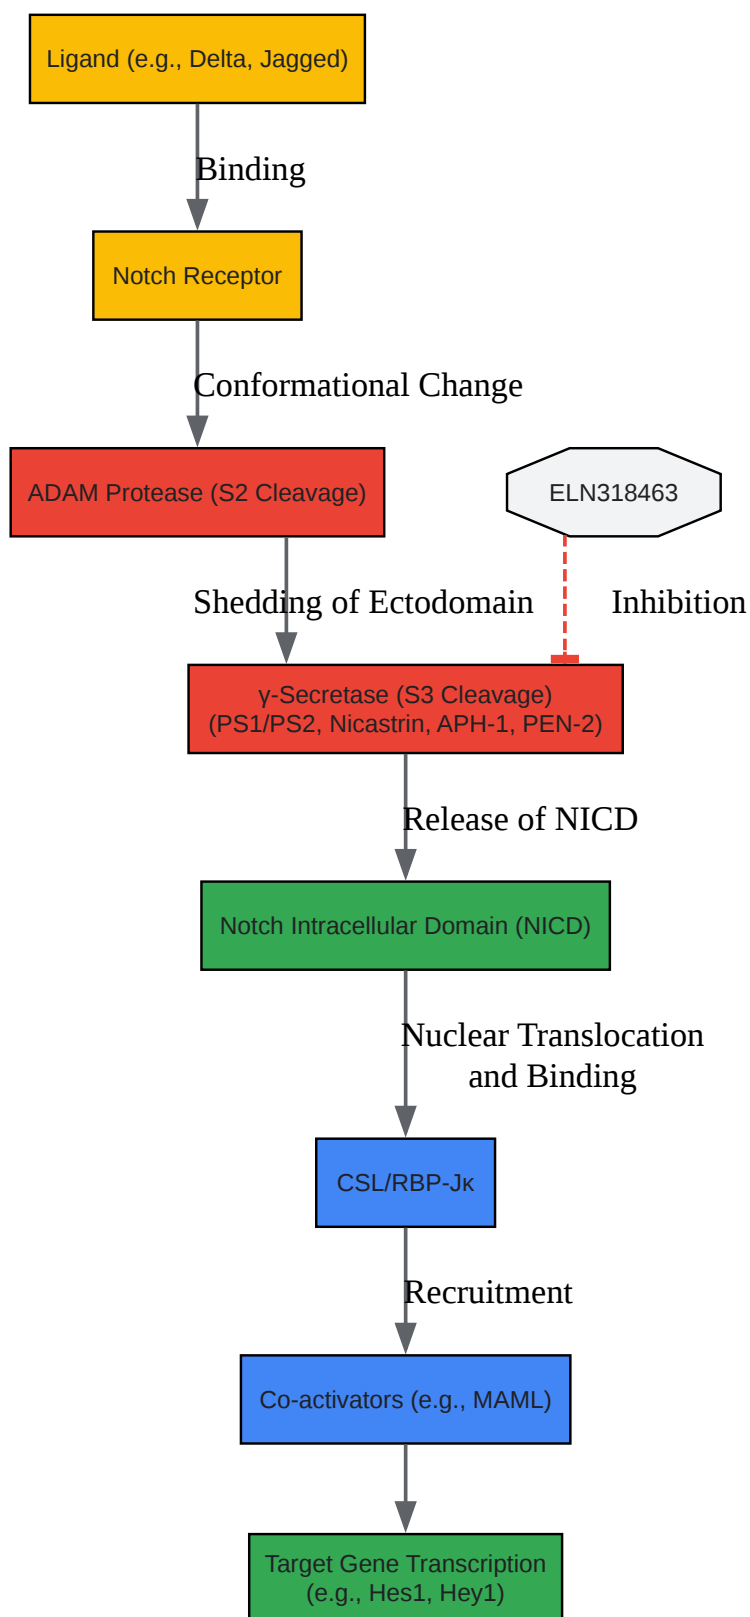 Ligand (e.g., Delta, Jagged)
Binding
Notch Receptor
Conformational Change
ADAM Protease (S2 Cleavage)
ELN318463
Shedding of Ectodomain
Inhibition
γ-Secretase (S3 Cleavage)
(PS1/PS2, Nicastrin, APH-1, PEN-2)
Release of NICD
Notch Intracellular Domain (NICD)
Nuclear Translocation
and Binding
CSL/RBP-Jκ
Recruitment
Co-activators (e.g., MAML)
Target Gene Transcription
(e.g., Hes1, Hey1)